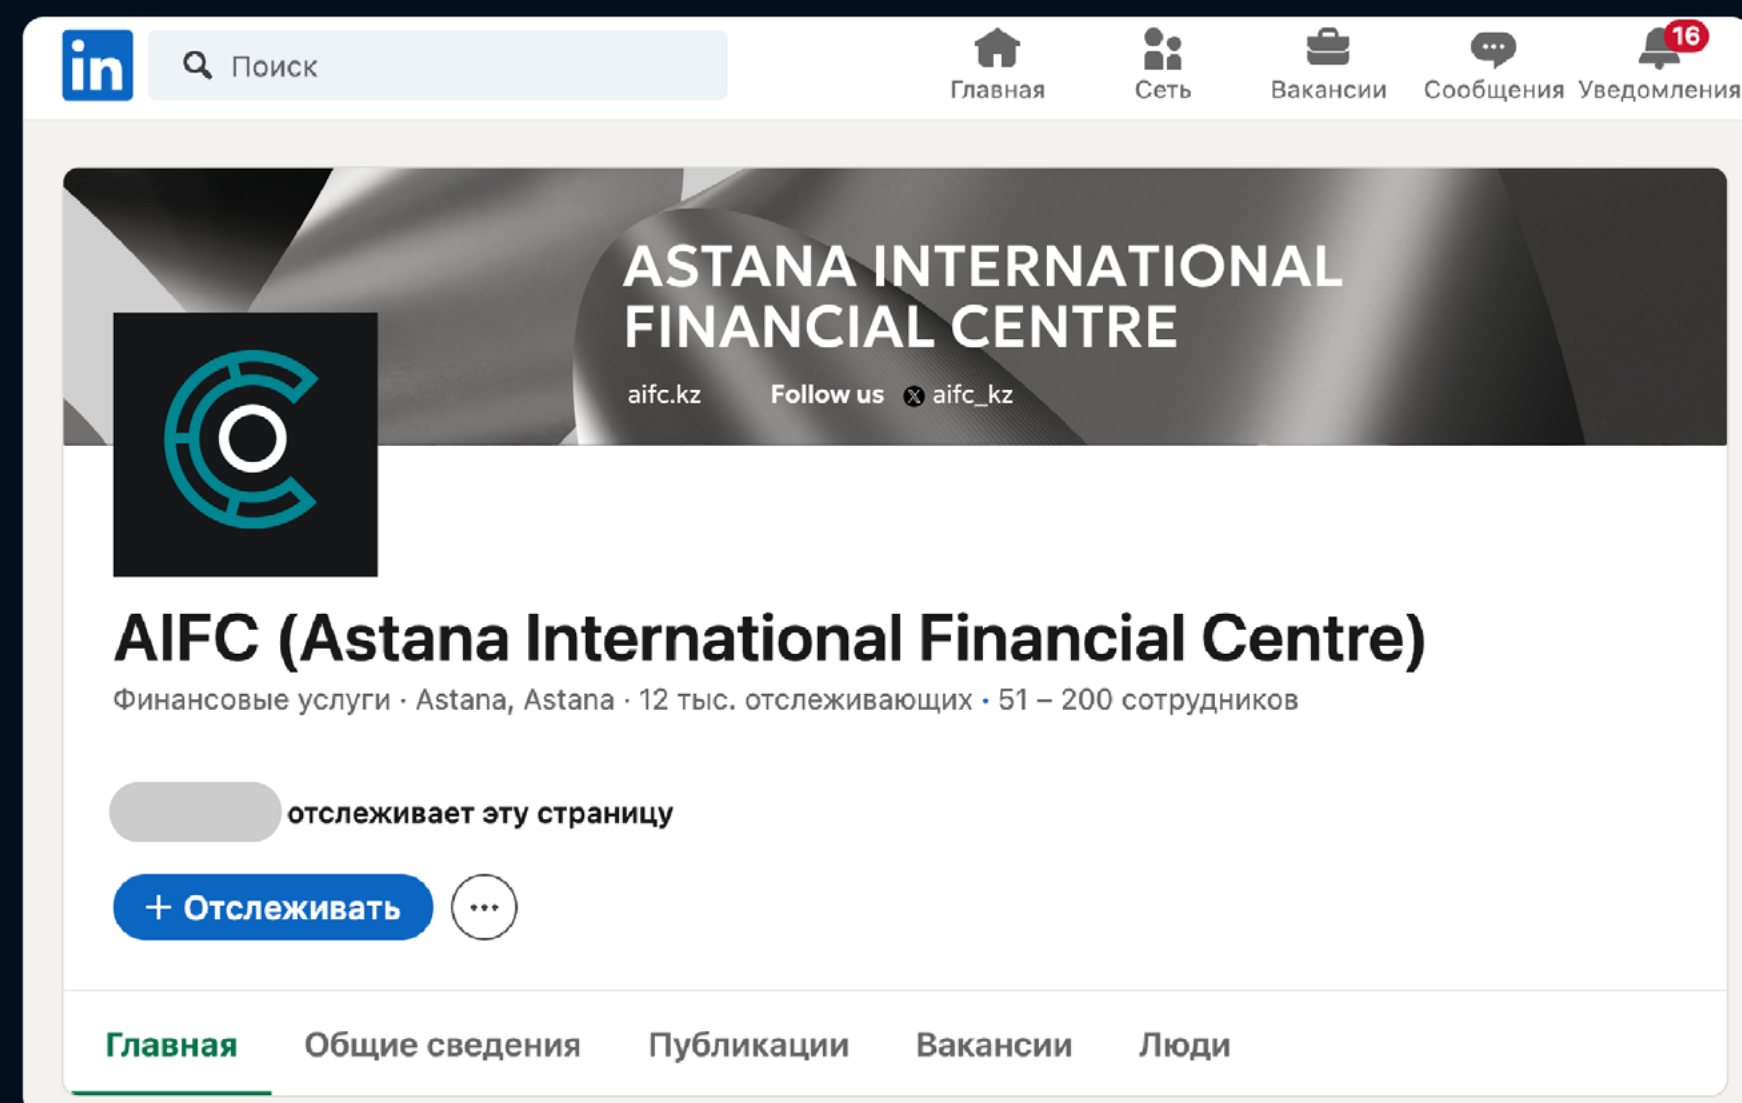 in
Поиск
Главная
Сеть
Вакансии
Сообщения
Уведомления
16
ASTANA INTERNATIONAL
FINANCIAL CENTRE
aifc.kz Follow us X aifc_kz
AIFC (Astana International Financial Centre)
Финансовые услуги · Astana, Astana · 12 тыс. отслеживающих · 51 – 200 сотрудников
отслеживает эту страницу
+ Отслеживать
Главная
Общие сведения
Публикации
Вакансии
Люди